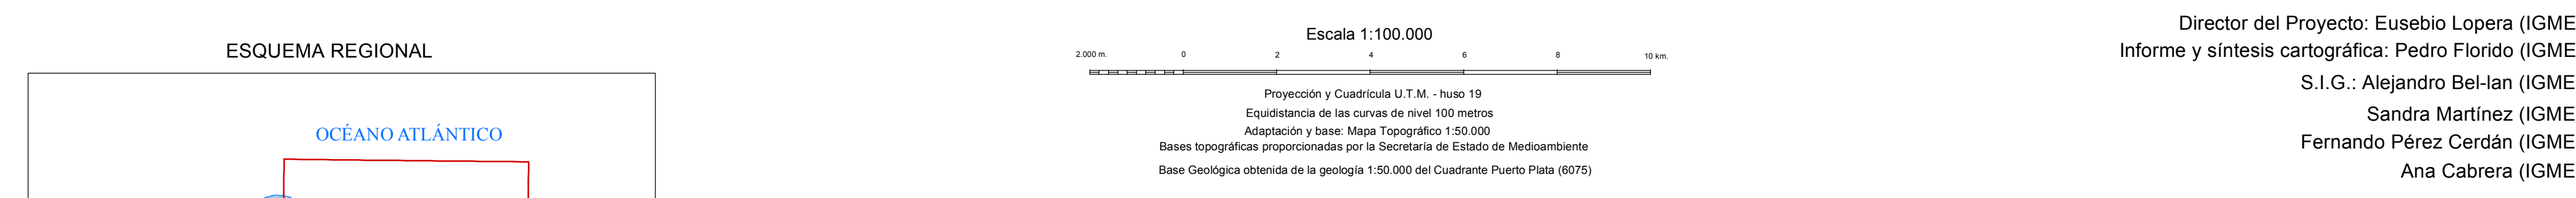 ESQUEMA REGIONAL
OCÉANO ATLÁNTICO
Escala 1:100.000
2.000 m. 0 2 4 6 8 10 km.
Proyección y Cuadrícula U.T.M. - huso 19
Equidistancia de las curvas de nivel 100 metros
Adaptación y base: Mapa Topográfico 1:50.000
Bases topográficas proporcionadas por la Secretaría de Estado de Medioambiente
Base Geológica obtenida de la geología 1:50.000 del Cuadrante Puerto Plata (6075)
Director del Proyecto: Eusebio Lopera (IGME
Informe y síntesis cartográfica: Pedro Florido (IGME
S.I.G.: Alejandro Bel-lan (IGME
Sandra Martínez (IGME
Fernando Pérez Cerdán (IGME
Ana Cabrera (IGME